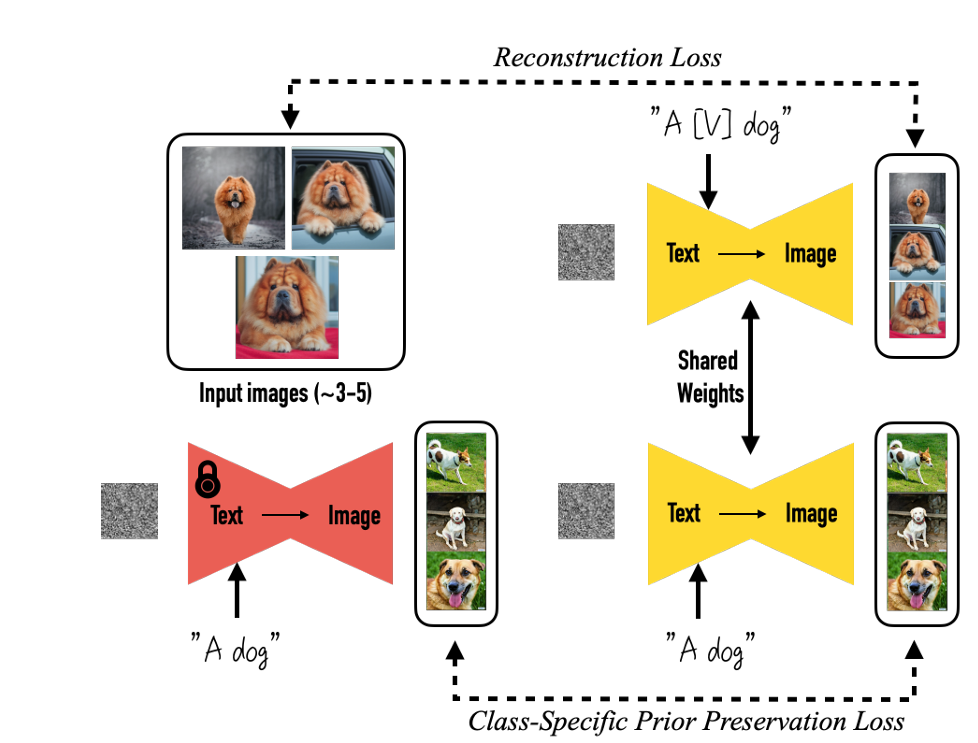 Reconstruction Loss
"A [V] dog"
Text
Image
Input images (~3-5)
Shared
Weights
Text
Image
Text
Image
"A dog"
"A dog"
Class-Specific Prior Preservation Loss